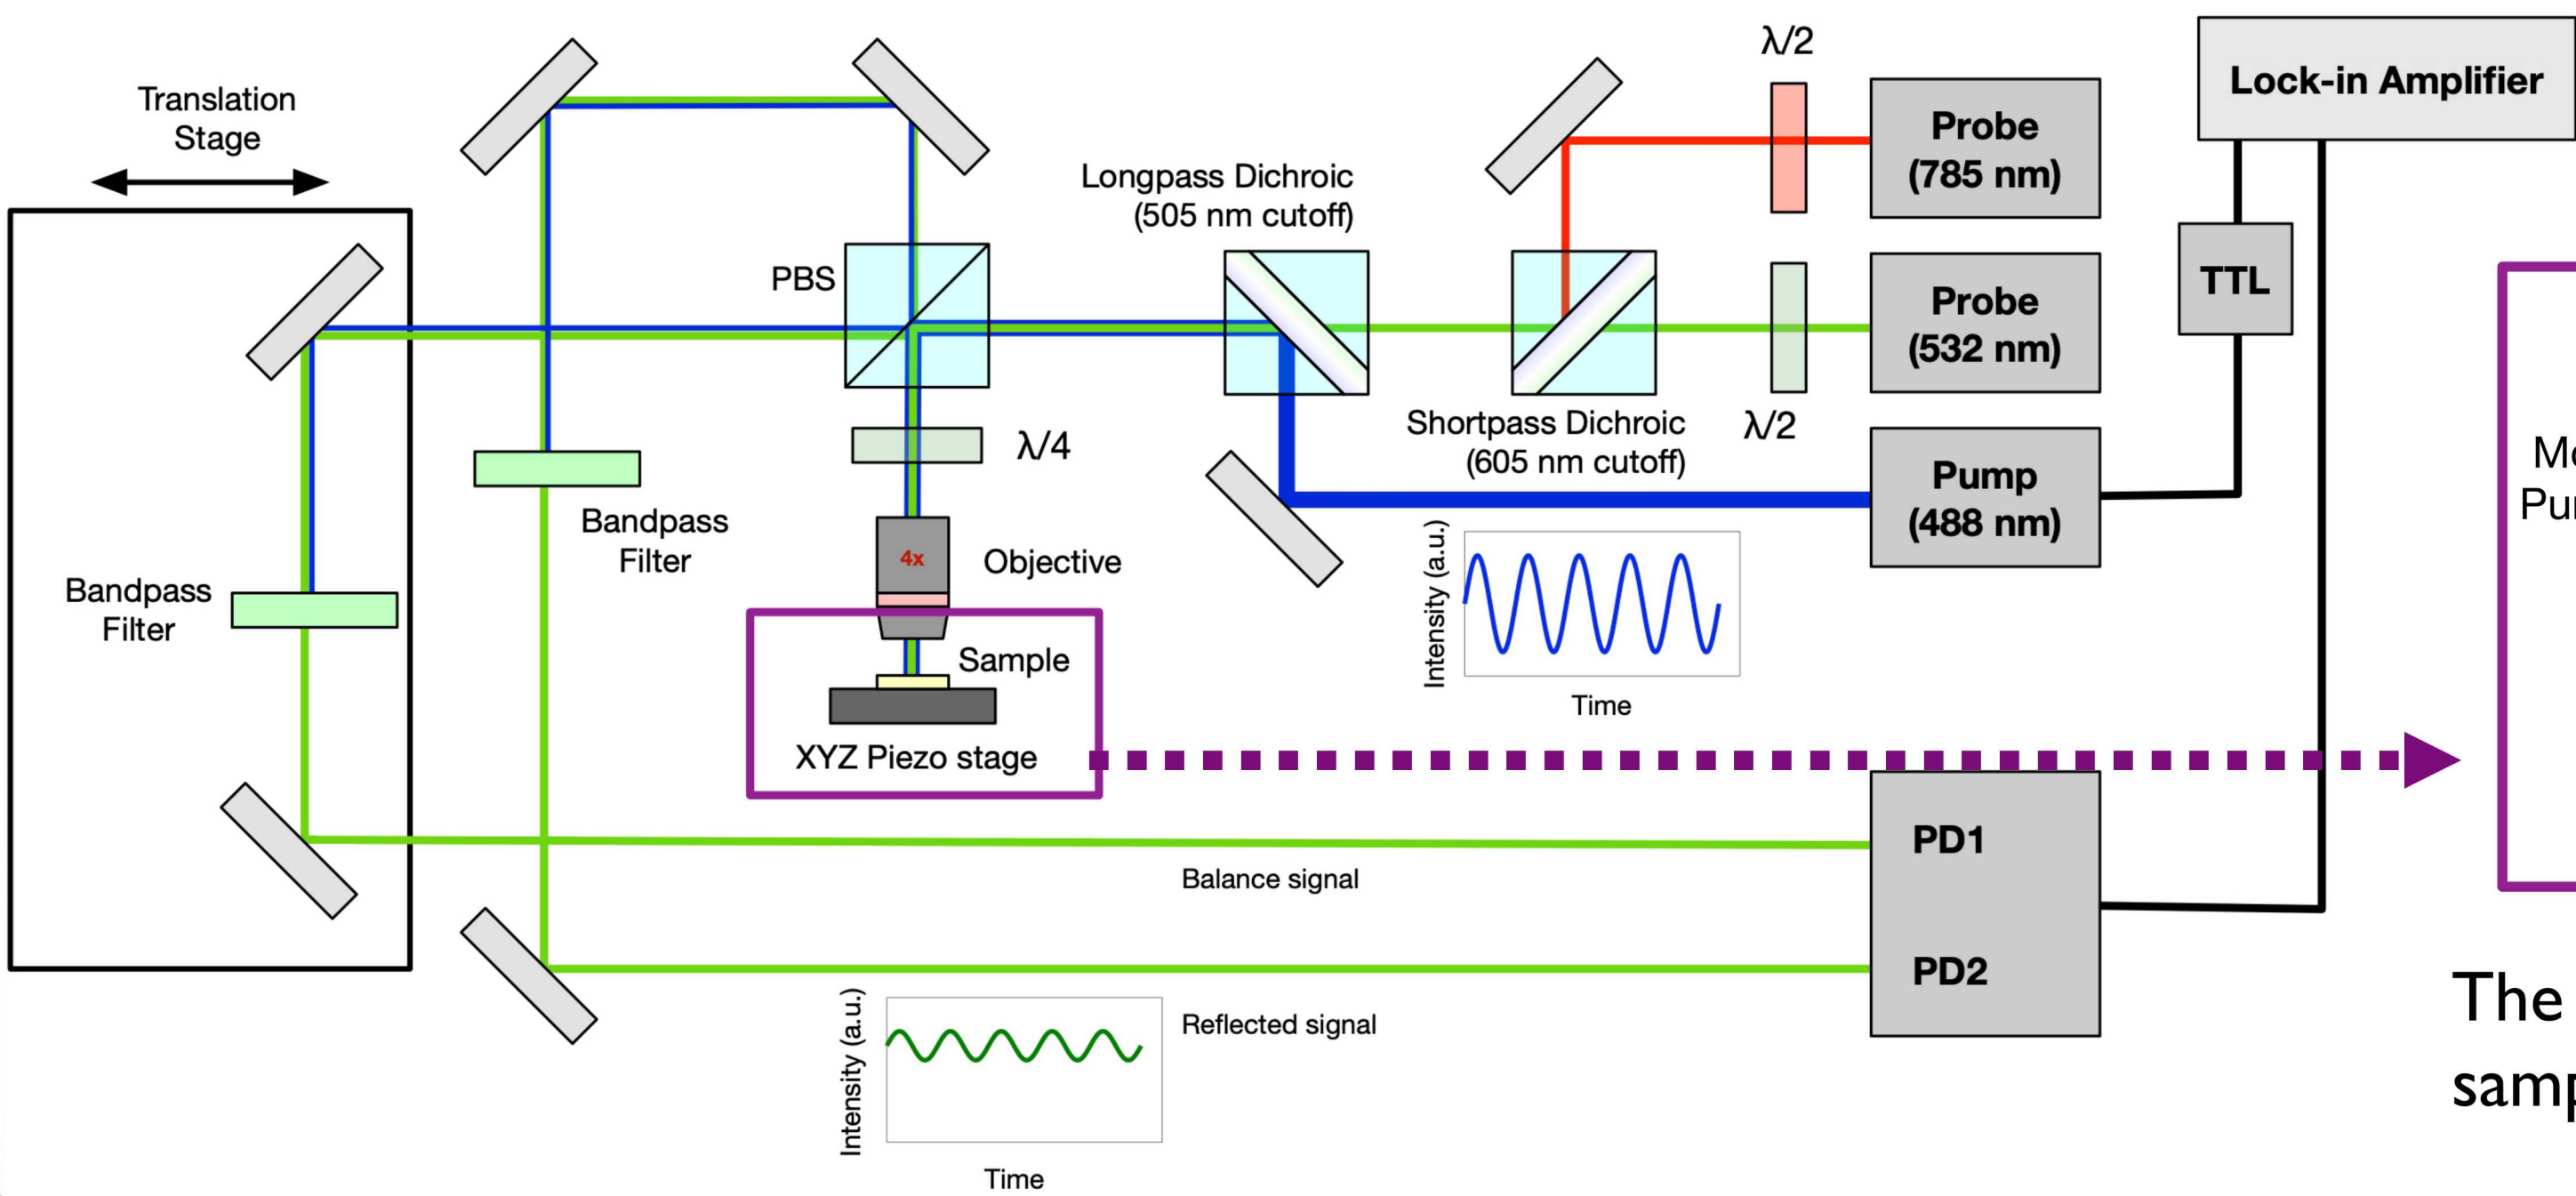 Translation
Stage
λ/2
Probe
(785 nm)
Lock-in Amplifier
Longpass Dichroic
(505 nm cutoff)
PBS
Probe
(532 nm)
TTL
Shortpass Dichroic
(605 nm cutoff)
λ/2
λ/4
Pump
(488 nm)
Bandpass
Filter
4x
Objective
Bandpass
Filter
Sample
XYZ Piezo stage
Intensity (a.u.)
Time
PD1
Balance signal
PD2
Reflected signal
Intensity (a.u.)
Time
The